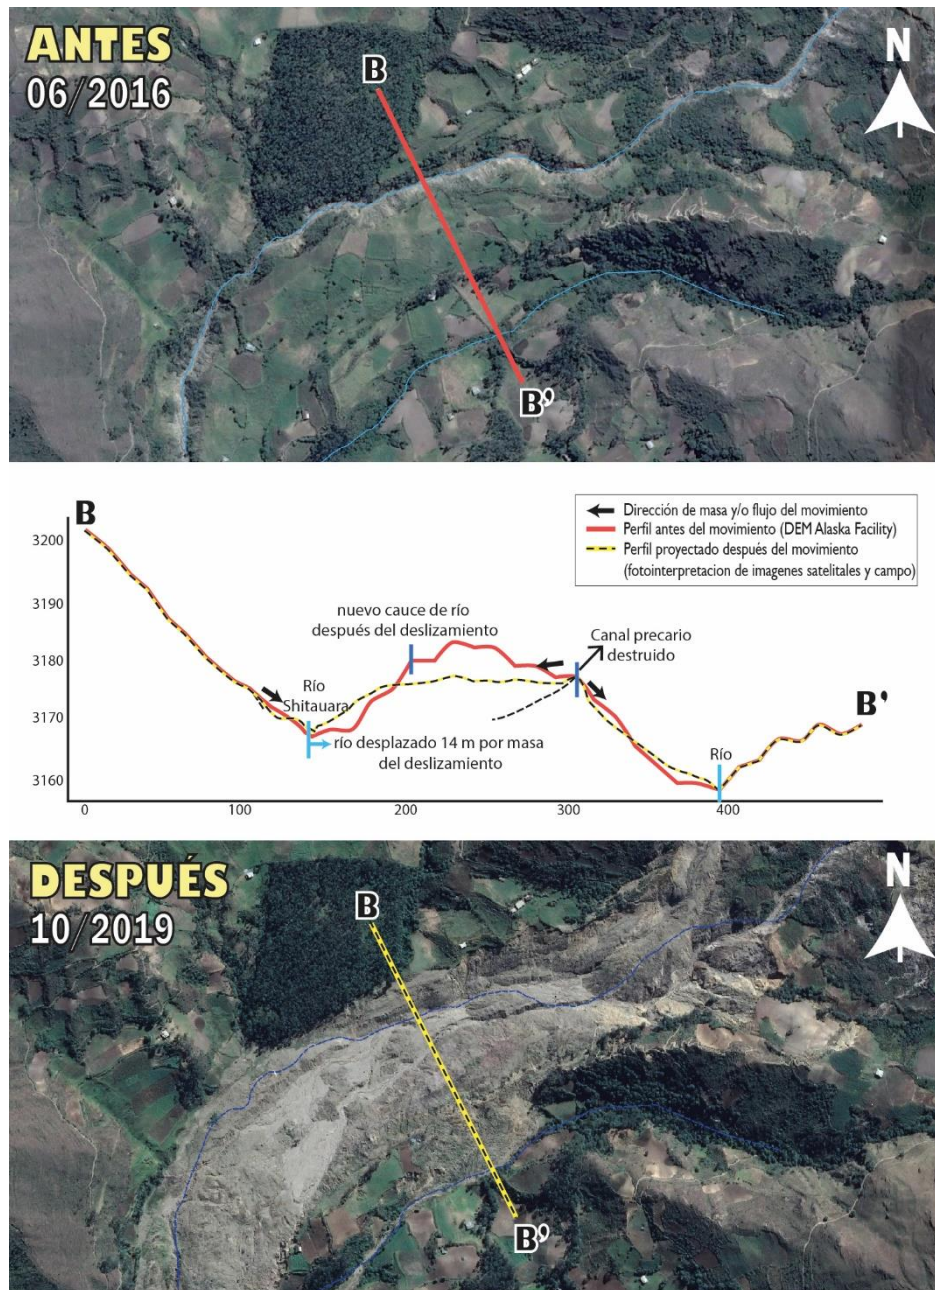 ANTES
06/2016
B
N
B'
B
Dirección de masa y/o flujo del movimiento
Perfil antes del movimiento (DEM Alaska Facility)
Perfil proyectado después del movimiento
(fotointerpretacion de imagenes satelitales y campo)
3200
3190
3180
3170
3160
nuevo cauce de río
después del deslizamiento
Canal precario
destruido
Río
Shitauara
río desplazado 14 m por masa
del deslizamiento
Río
B'
0
100
200
300
400
DESPUÉS
10/2019
B
N
B'